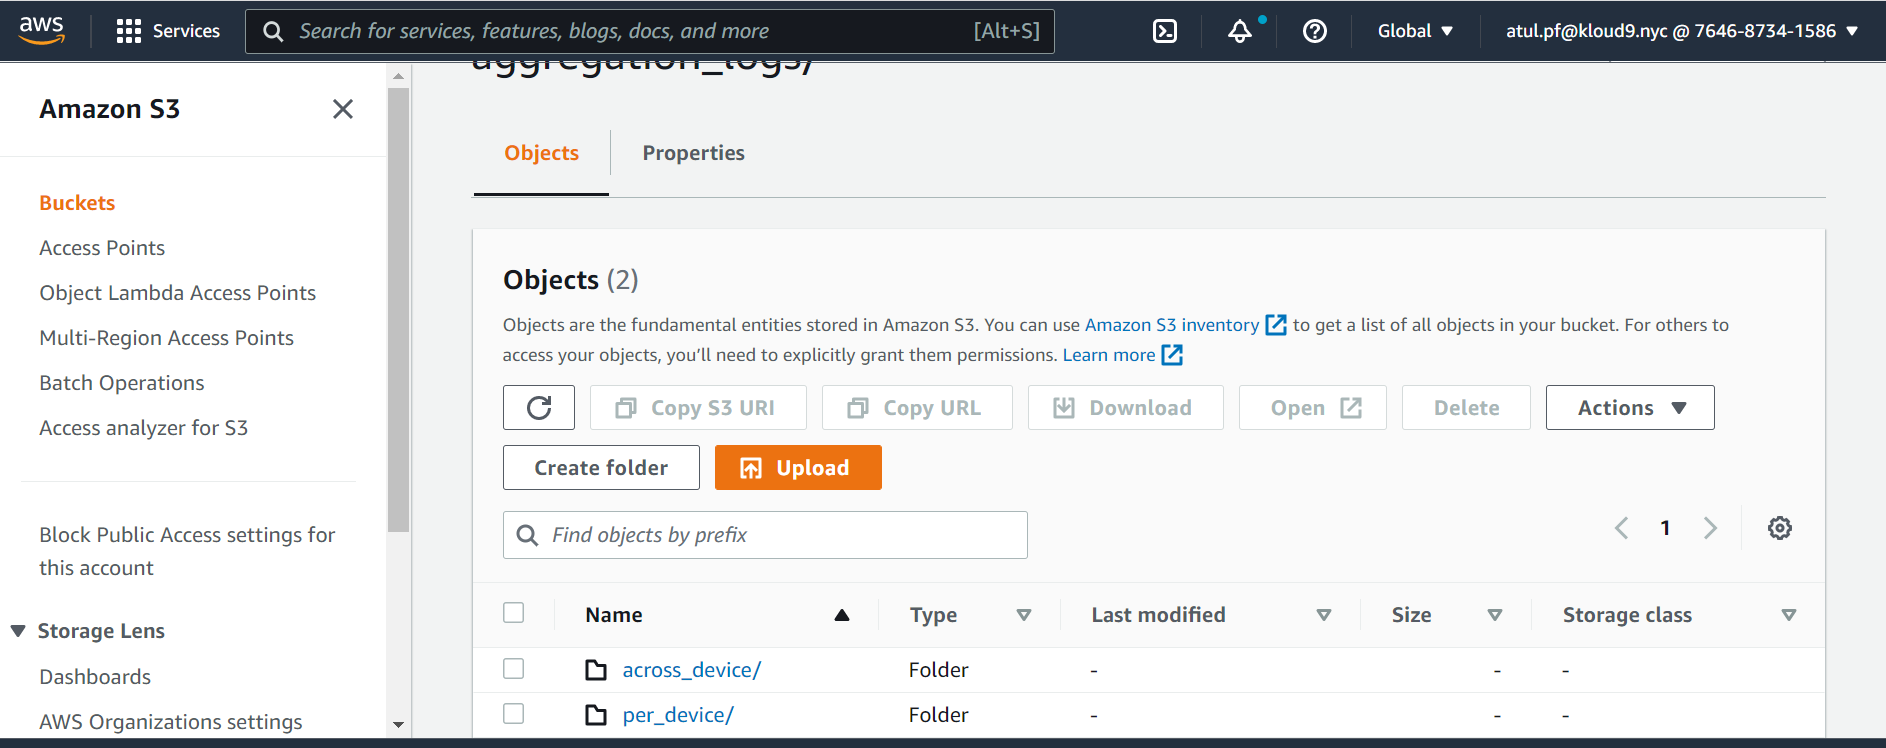 aws
Services
Search for services, features, blogs, docs, and more [Alt+S]
Global ▼
atul.pf@kloud9.nyc @ 7646-8734-1586 ▼
Amazon S3
Buckets
Access Points
Object Lambda Access Points
Multi-Region Access Points
Batch Operations
Access analyzer for S3
Block Public Access settings for
this account
Storage Lens
Dashboards
AWS Organizations settings
aggregation_logs/
Objects
Properties
Objects (2)
Objects are the fundamental entities stored in Amazon S3. You can use Amazon S3 inventory to get a list of all objects in your bucket. For others to
access your objects, you'll need to explicitly grant them permissions. Learn more
Copy S3 URI
Copy URL
Download
Open
Delete
Actions ▼
Create folder
Upload
Find objects by prefix
1
Name Type Last modified Size Storage class
across_device/ Folder - - -
per_device/ Folder - - -